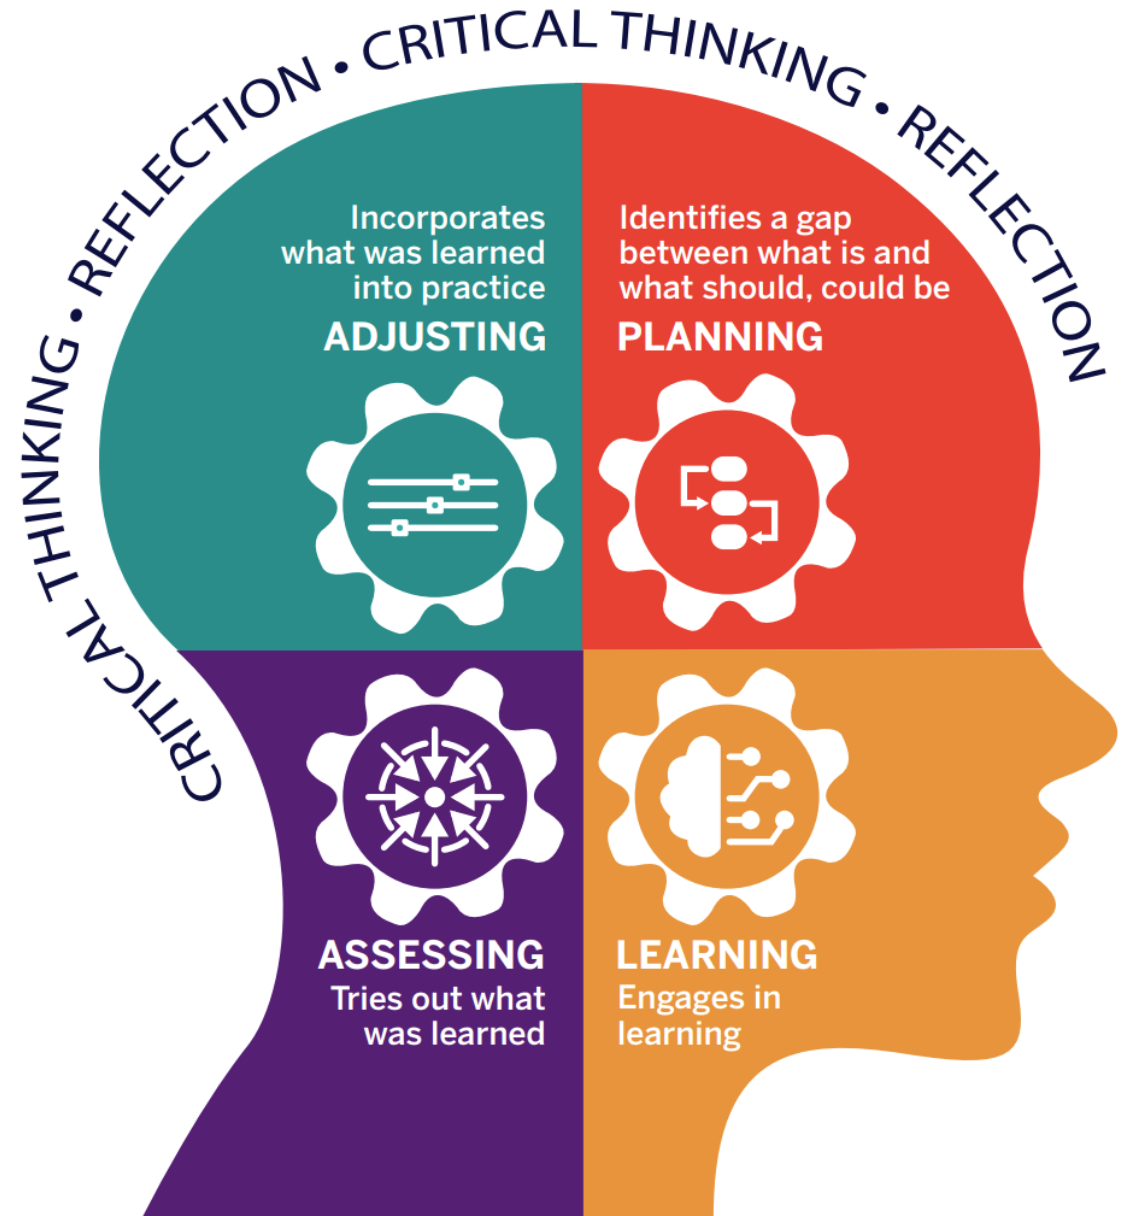 CRITICAL THINKING • REFLECTION • CRITICAL THINKING • REFLECTION
Incorporates
what was learned
into practice
ADJUSTING
Identifies a gap
between what is and
what should, could be
PLANNING
ASSESSING
Tries out what
was learned
LEARNING
Engages in
learning